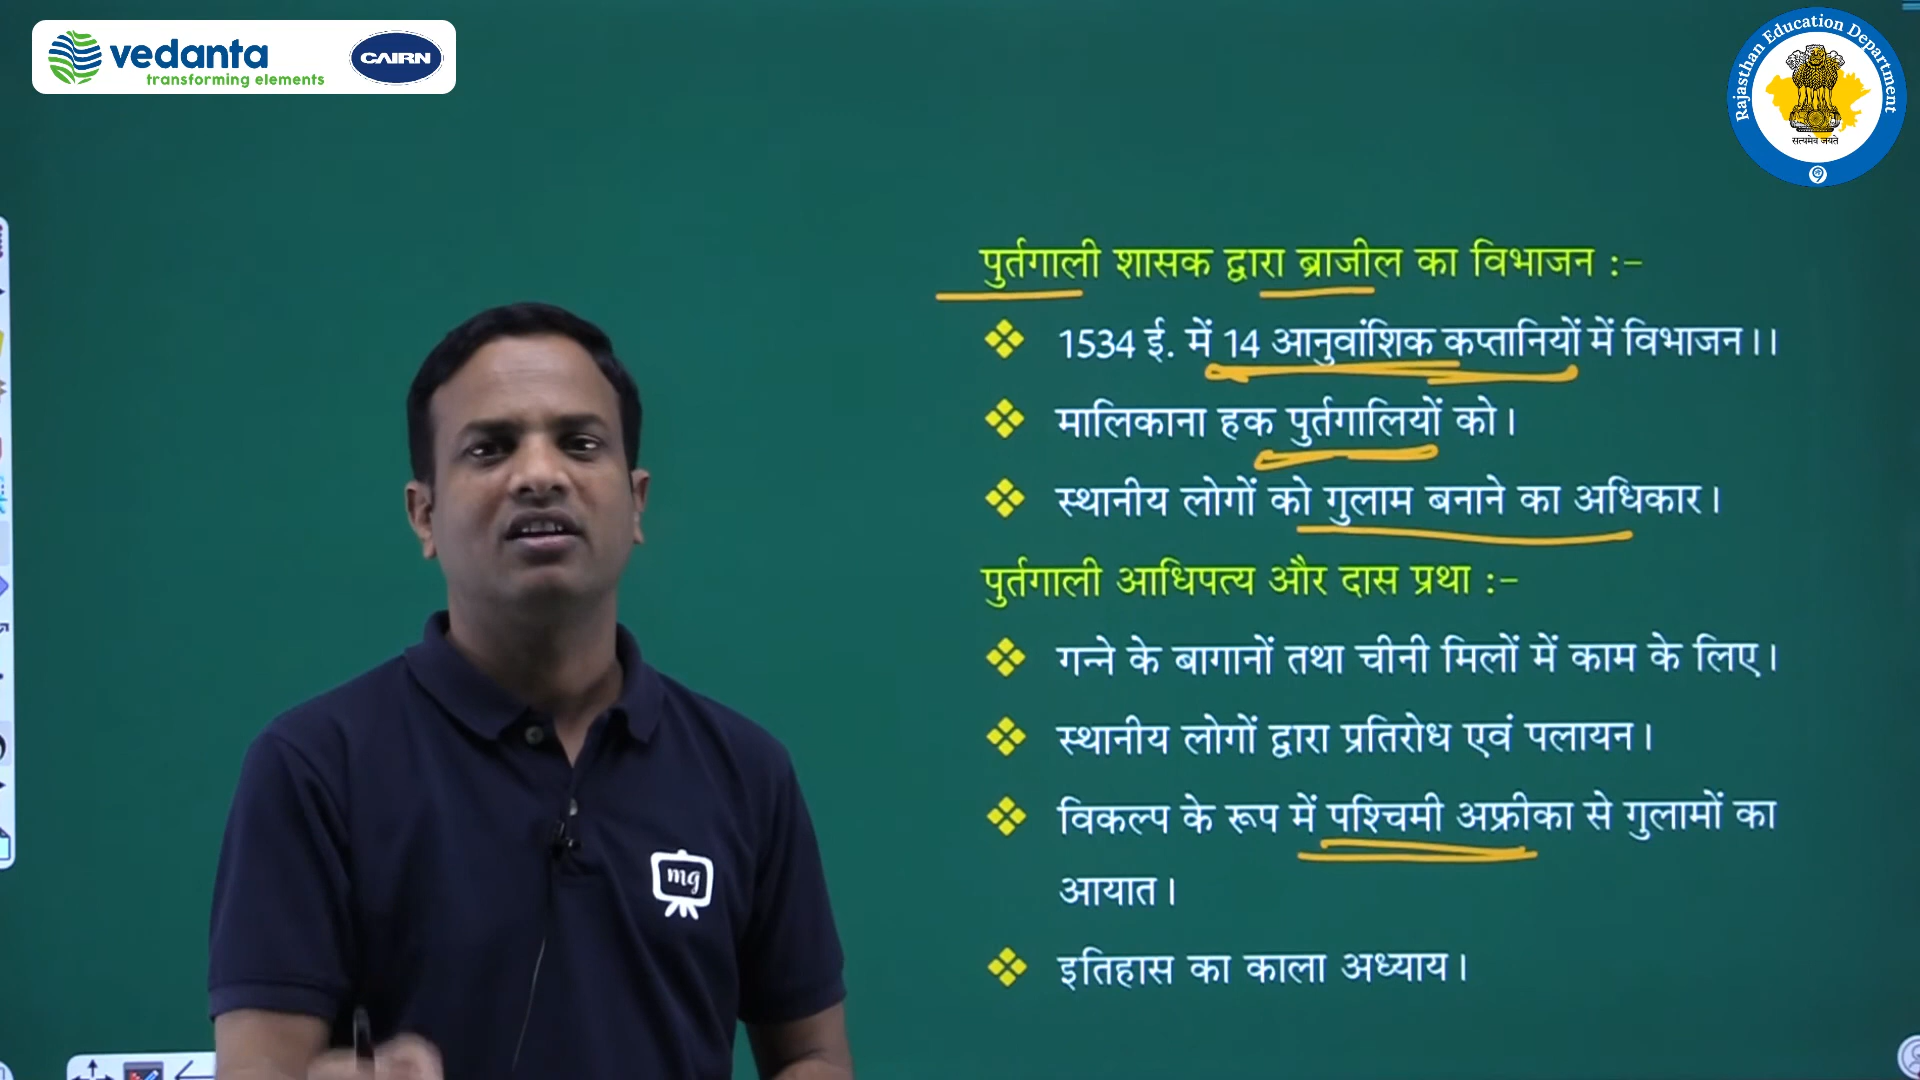 vedanta
transforming elements
CAIRN
Rajasthan Education Department
सत्यमेव जयते
पुर्तगाली शासक द्वारा ब्राजील का विभाजन :-
1534 ई. में 14 आनुवांशिक कप्तानियों में विभाजन।।
मालिकाना हक पुर्तगालियों को।
स्थानीय लोगों को गुलाम बनाने का अधिकार।
पुर्तगाली आधिपत्य और दास प्रथा :-
गन्ने के बागानों तथा चीनी मिलों में काम के लिए।
स्थानीय लोगों द्वारा प्रतिरोध एवं पलायन।
विकल्प के रूप में पश्चिमी अफ्रीका से गुलामों का
आयात।
इतिहास का काला अध्याय।
mg